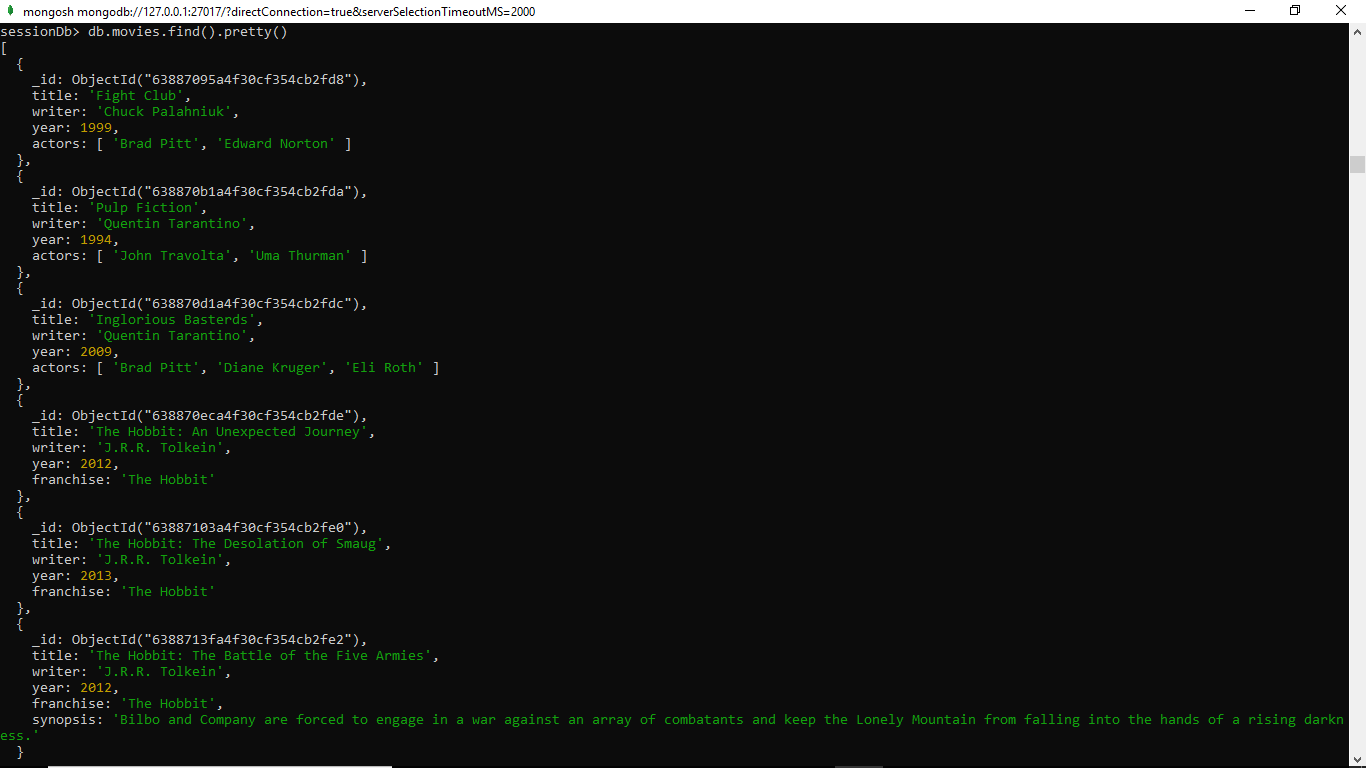 mongosh mongodb://127.0.0.1:27017/?directConnection=true&serverSelectionTimeoutMS=2000
sessionDb> db.movies.find().pretty()
[
  {
    _id: ObjectId("63887095a4f30cf354cb2fd8"),
    title: 'Fight Club',
    writer: 'Chuck Palahniuk',
    year: 1999,
    actors: [ 'Brad Pitt', 'Edward Norton' ]
  },
  {
    _id: ObjectId("638870b1a4f30cf354cb2fda"),
    title: 'Pulp Fiction',
    writer: 'Quentin Tarantino',
    year: 1994,
    actors: [ 'John Travolta', 'Uma Thurman' ]
  },
  {
    _id: ObjectId("638870d1a4f30cf354cb2fdc"),
    title: 'Inglorious Basterds',
    writer: 'Quentin Tarantino',
    year: 2009,
    actors: [ 'Brad Pitt', 'Diane Kruger', 'Eli Roth' ]
  },
  {
    _id: ObjectId("638870eca4f30cf354cb2fde"),
    title: 'The Hobbit: An Unexpected Journey',
    writer: 'J.R.R. Tolkein',
    year: 2012,
    franchise: 'The Hobbit'
  },
  {
    _id: ObjectId("63887103a4f30cf354cb2fe0"),
    title: 'The Hobbit: The Desolation of Smaug',
    writer: 'J.R.R. Tolkein',
    year: 2013,
    franchise: 'The Hobbit'
  },
  {
    _id: ObjectId("6388713fa4f30cf354cb2fe2"),
    title: 'The Hobbit: The Battle of the Five Armies',
    writer: 'J.R.R. Tolkein',
    year: 2012,
    franchise: 'The Hobbit',
    synopsis: 'Bilbo and Company are forced to engage in a war against an array of combatants and keep the Lonely Mountain from falling into the hands of a rising darkn
ess.'
  }